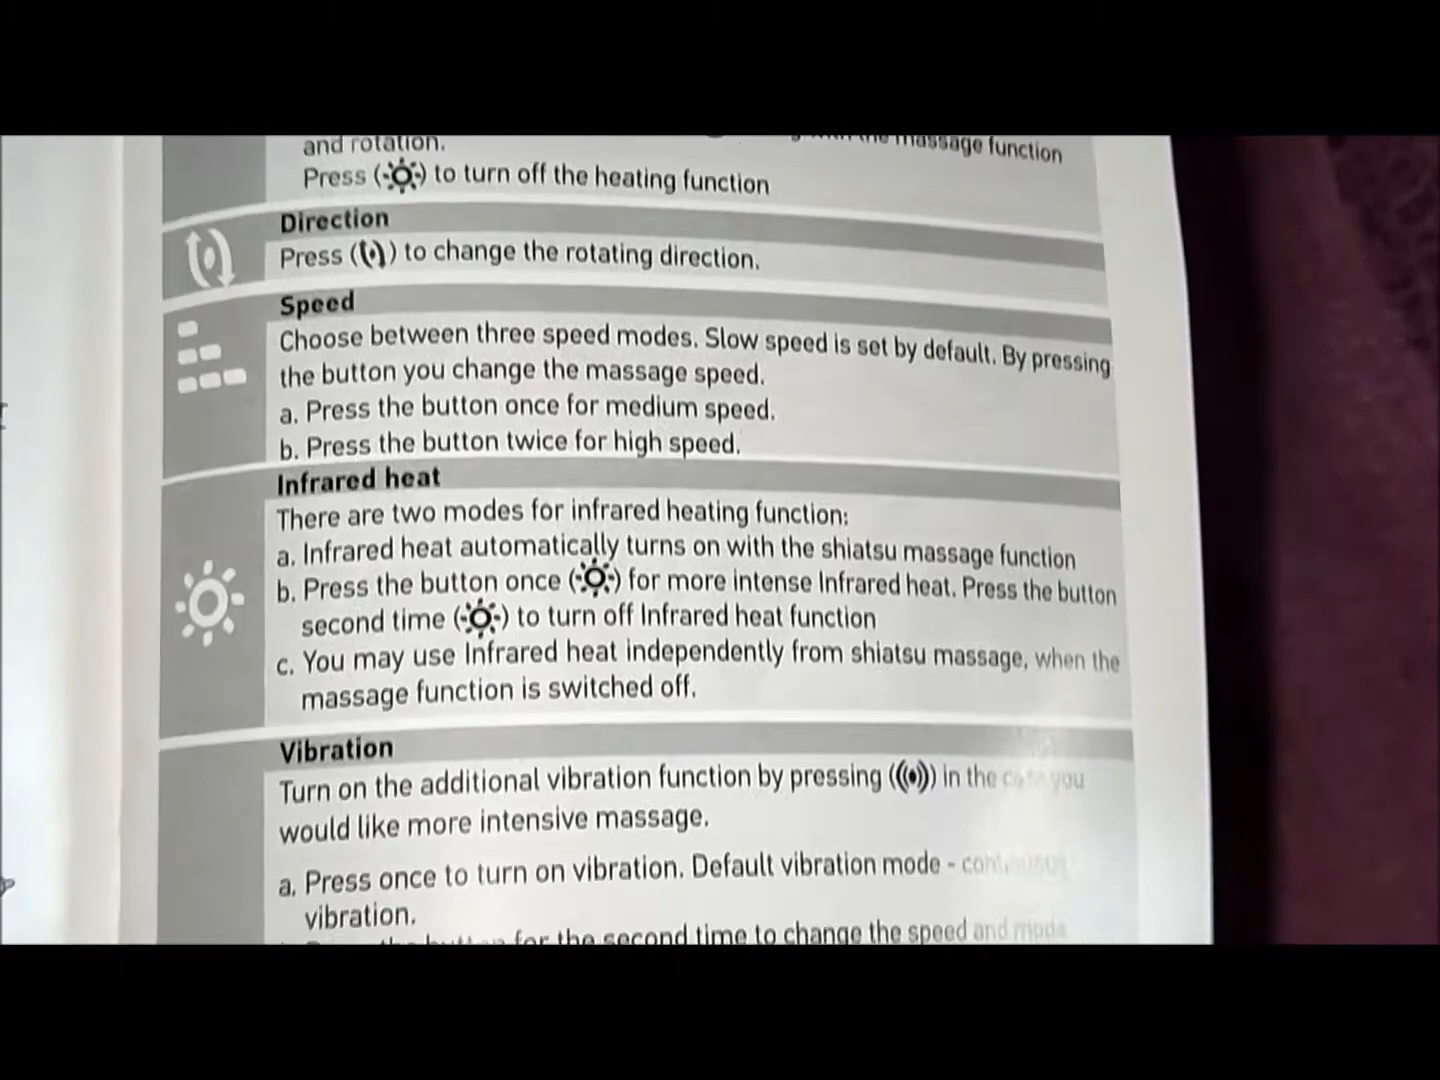 and rotation. massage function
Press ( ) to turn off the heating function
Direction
Press ( ) to change the rotating direction.
Speed
Choose between three speed modes. Slow speed is set by default. By pressing
the button you change the massage speed.
a. Press the button once for medium speed.
b. Press the button twice for high speed.
Infrared heat
There are two modes for infrared heating function:
a. Infrared heat automatically turns on with the shiatsu massage function
b. Press the button once ( ) for more intense Infrared heat. Press the button
second time ( ) to turn off Infrared heat function
c. You may use Infrared heat independently from shiatsu massage, when the
massage function is switched off.
Vibration
Turn on the additional vibration function by pressing ( ) in the case you
would like more intensive massage.
a. Press once to turn on vibration. Default vibration mode -
vibration.
for the second time to change the speed and mode